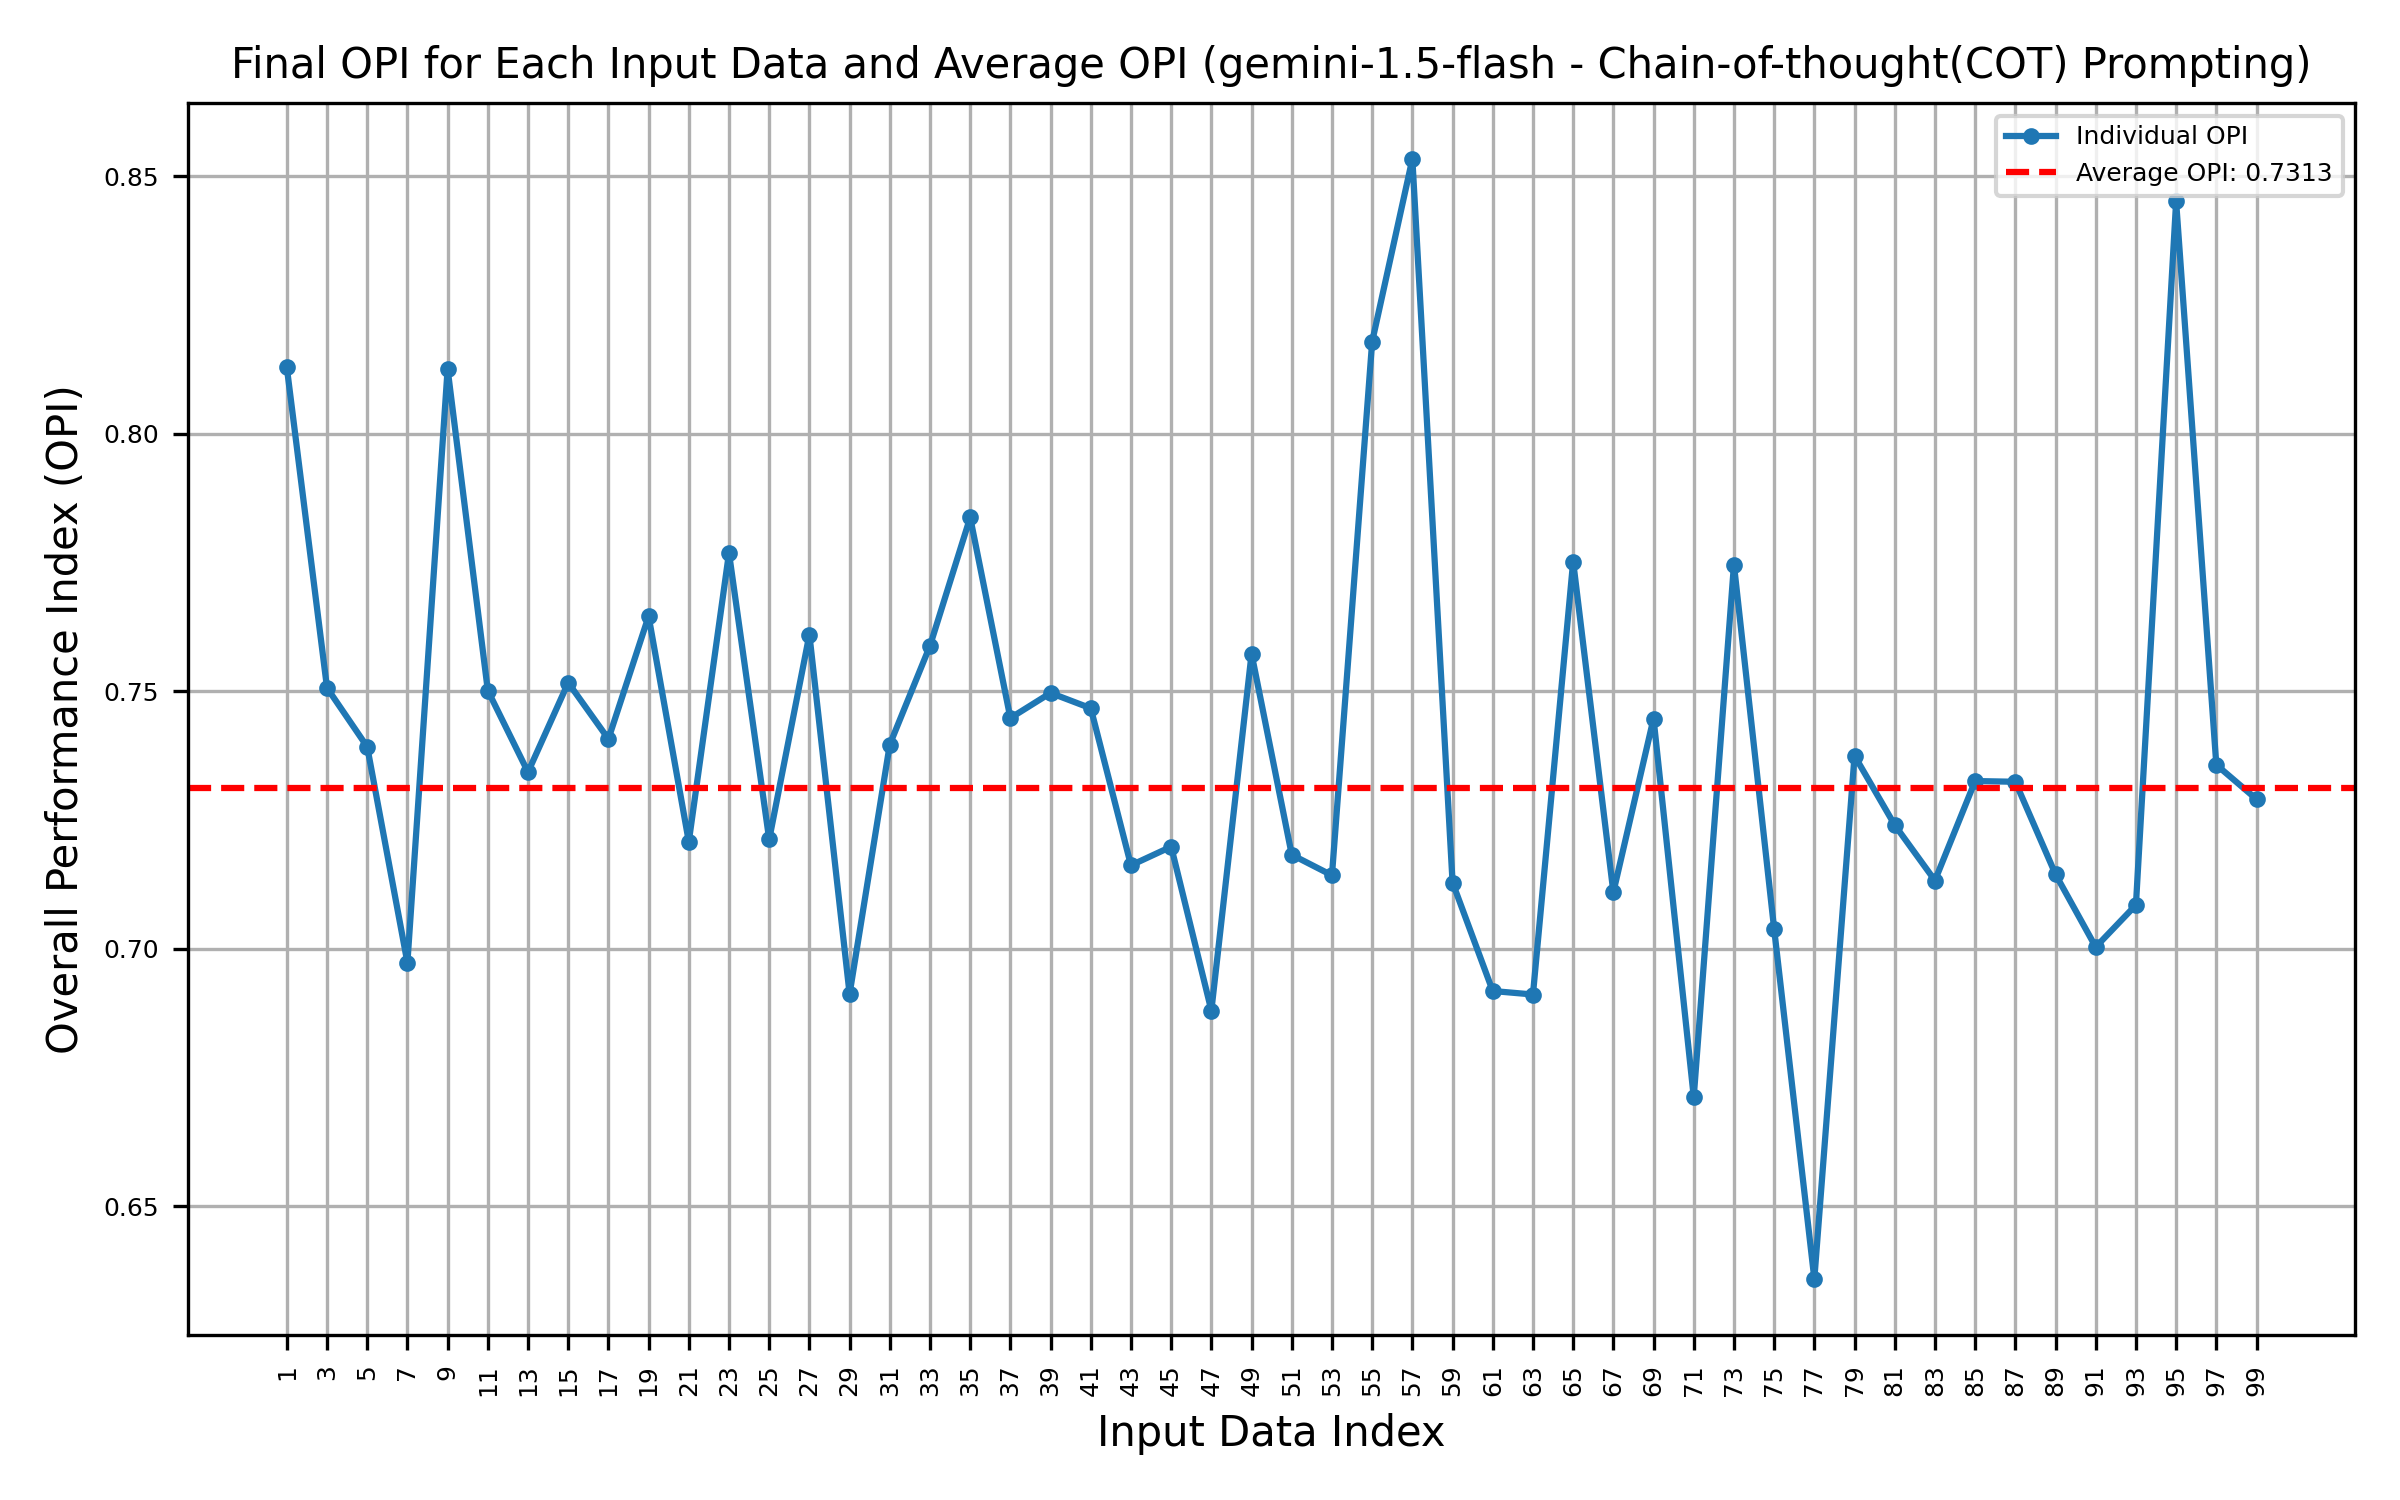 Final OPI for Each Input Data and Average OPI (gemini-1.5-flash - Chain-of-thought(COT) Prompting)
Individual OPI
Average OPI: 0.7313
Overall Performance Index (OPI)
0.85
0.80
0.75
0.70
0.65
1 3 5 7 9 11 13 15 17 19 21 23 25 27 29 31 33 35 37 39 41 43 45 47 49 51 53 55 57 59 61 63 65 67 69 71 73 75 77 79 81 83 85 87 89 91 93 95 97 99
Input Data Index